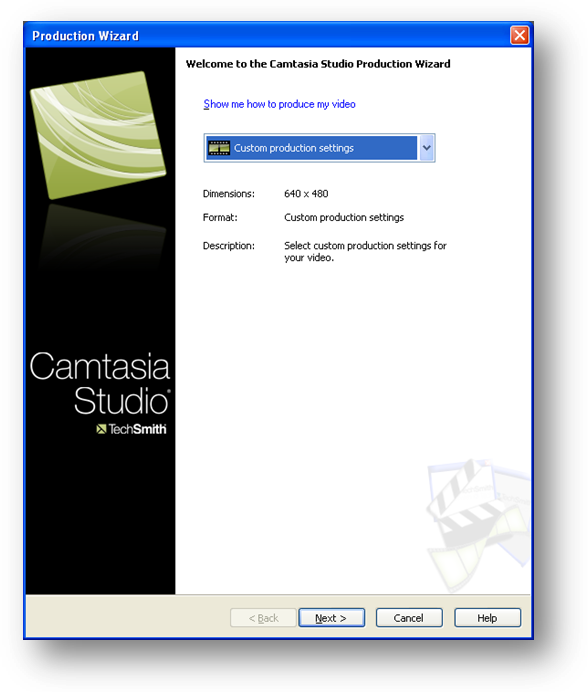 Production Wizard
Welcome to the Camtasia Studio Production Wizard
Show me how to produce my video
Custom production settings
Dimensions: 640 x 480
Format: Custom production settings
Description: Select custom production settings for
your video.
Camtasia
Studio®
TechSmith
< Back Next > Cancel Help